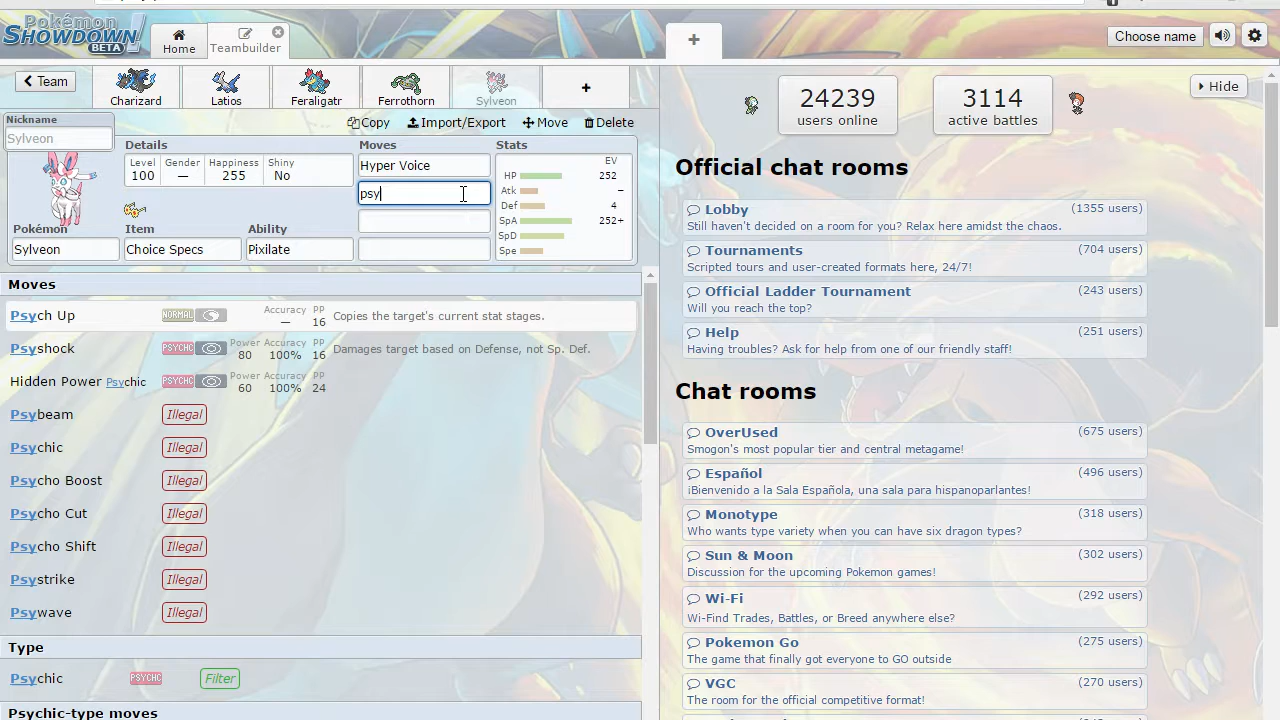 Pokémon
SHOWDOWN!
BETA
Home
Teambuilder
+
Choose name
< Team
Charizard
Latios
Feraligatr
Ferrothorn
Sylveon
+
Copy
Import/Export
Move
Delete
Nickname
Sylveon
Details
Level
100
Gender
—
Happiness
255
Shiny
No
Pokémon
Sylveon
Item
Choice Specs
Ability
Pixilate
Moves
Hyper Voice
psy
Stats
EV
HP 252
Atk –
Def 4
SpA 252+
SpD
Spe
Moves
Psych Up NORMAL Accuracy — PP 16 Copies the target's current stat stages.
Psyshock PSYCHC Power 80 Accuracy 100% PP 16 Damages target based on Defense, not Sp. Def.
Hidden Power Psychic PSYCHC Power 60 Accuracy 100% PP 24
Psybeam Illegal
Psychic Illegal
Psycho Boost Illegal
Psycho Cut Illegal
Psycho Shift Illegal
Psystrike Illegal
Psywave Illegal
Type
Psychic PSYCHC Filter
Psychic-type moves
24239
users online
3114
active battles
Hide
Official chat rooms
Lobby (1355 users)
Still haven't decided on a room for you? Relax here amidst the chaos.
Tournaments (704 users)
Scripted tours and user-created formats here, 24/7!
Official Ladder Tournament (243 users)
Will you reach the top?
Help (251 users)
Having troubles? Ask for help from one of our friendly staff!
Chat rooms
OverUsed (675 users)
Smogon's most popular tier and central metagame!
Español (496 users)
¡Bienvenido a la Sala Española, una sala para hispanoparlantes!
Monotype (318 users)
Who wants type variety when you can have six dragon types?
Sun & Moon (302 users)
Discussion for the upcoming Pokemon games!
Wi-Fi (292 users)
Wi-Find Trades, Battles, or Breed anywhere else?
Pokemon Go (275 users)
The game that finally got everyone to GO outside
VGC (270 users)
The room for the official competitive format!